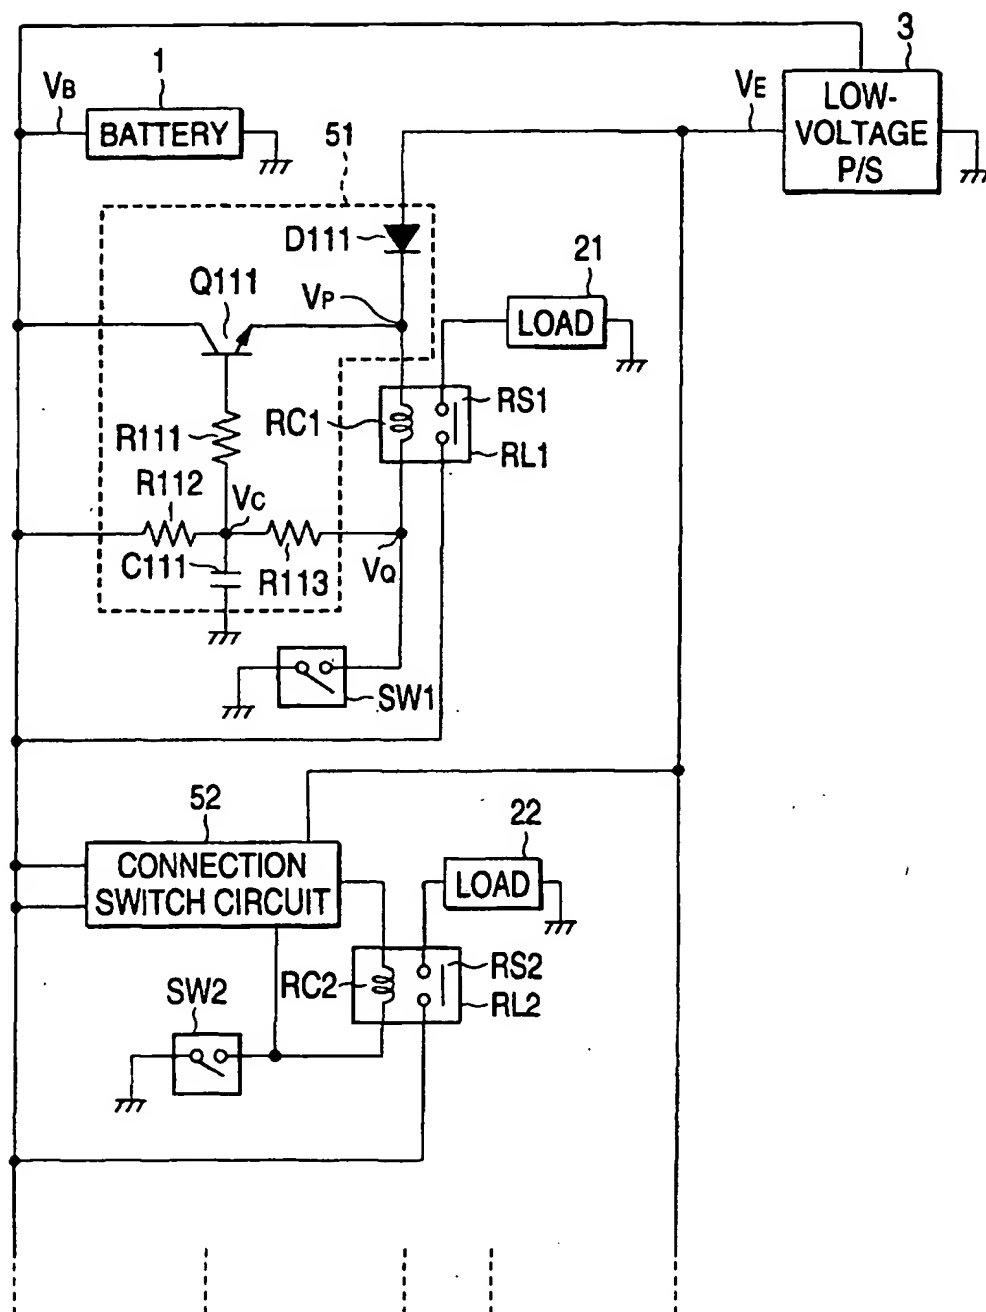 3
1
VB
BATTERY
VE
LOW-
VOLTAGE
P/S
51
D111
Q111
VP
21
LOAD
RC1
RS1
RL1
R111
R112
VC
C111
R113
VQ
SW1
52
CONNECTION
SWITCH CIRCUIT
22
LOAD
RC2
RS2
RL2
SW2